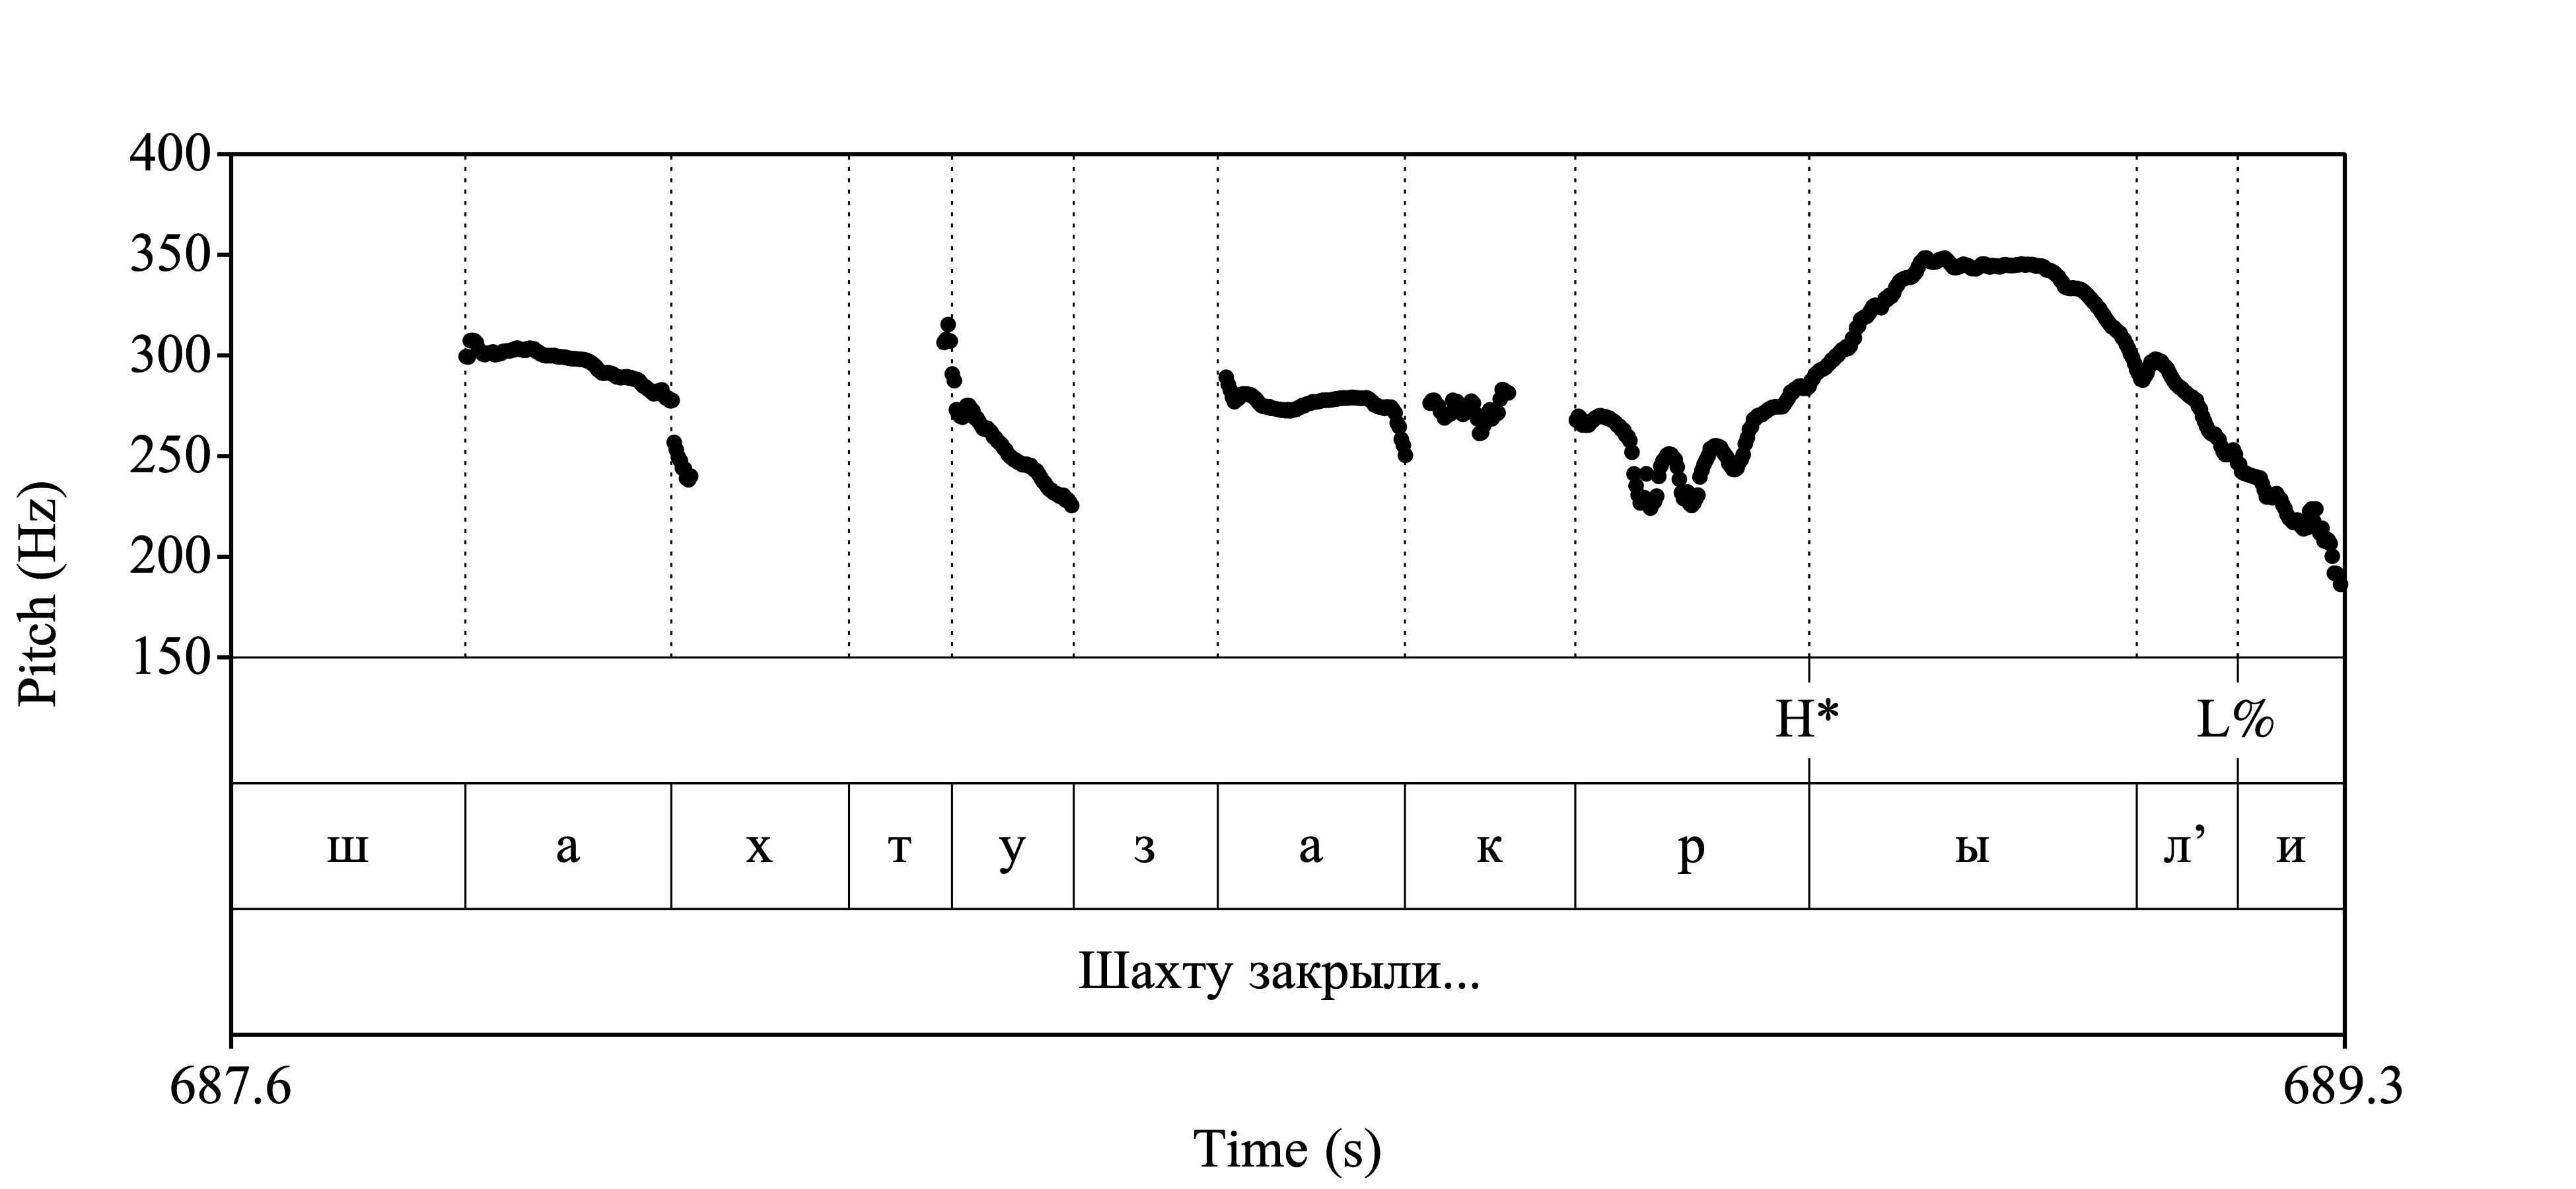 400
350
300
250
200
150
Pitch (Hz)
H* L%
ш а х т у з а к р ы л’ и
Шахту закрыли...
687.6 689.3
Time (s)